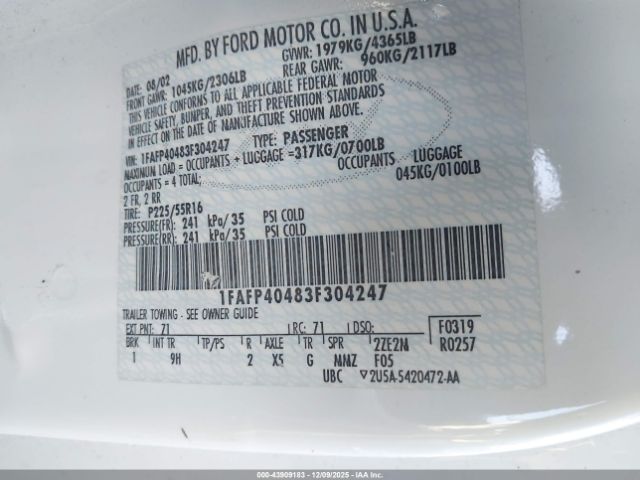 MFD. BY FORD MOTOR CO. IN U.S.A.
DATE: 08/02 GVWR: 1979KG/4365LB
FRONT GAWR: 1045KG/2306LB REAR GAWR: 960KG/2117LB
THIS VEHICLE CONFORMS TO ALL APPLICABLE FEDERAL MOTOR
VEHICLE SAFETY, BUMPER, AND THEFT PREVENTION STANDARDS
IN EFFECT ON THE DATE OF MANUFACTURE SHOWN ABOVE
VIN: 1FAFP40483F304247 TYPE: PASSENGER
MAXIMUM LOAD = OCCUPANTS + LUGGAGE =317KG/0700LB
OCCUPANTS = 4 TOTAL: OCCUPANTS LUGGAGE
2 FR, 2 RR 045KG/0100LB
TIRE: P225/55R16
PRESSURE(FR): 241 kPa/35 PSI COLD
PRESSURE(RR): 241 kPa/35 PSI COLD
1FAFP40483F304247
TRAILER TOWING - SEE OWNER GUIDE
EXT PNT: 71 RC: 71 DSO: F0319
BRK INT TR TP/PS R AXLE TR SPR 2ZE2M R0257
1 9H 2 X5 G MMZ F05
UBC 2U5A-5420472-AA
000-43909183 - 12/09/2025 - IAA Inc.